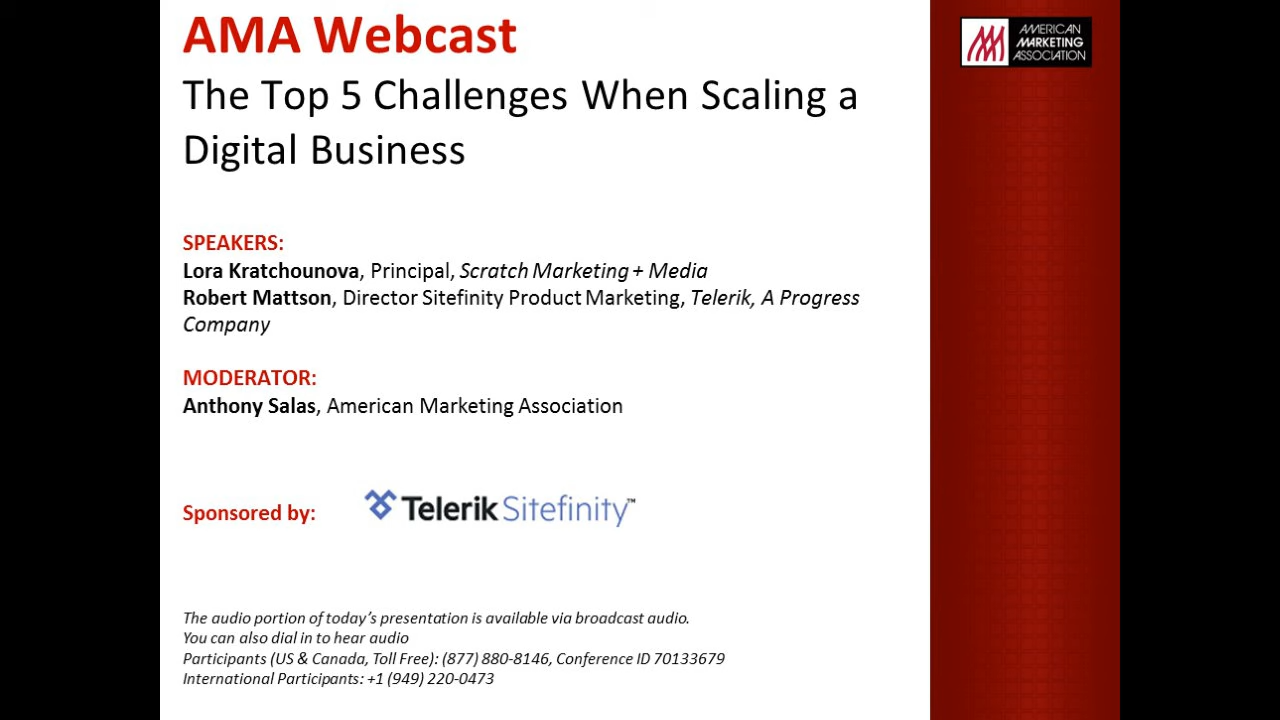 AMA Webcast
The Top 5 Challenges When Scaling a
Digital Business
AMERICAN
MARKETING
ASSOCIATION
SPEAKERS:
Lora Kratchounova, Principal, Scratch Marketing + Media
Robert Mattson, Director Sitefinity Product Marketing, Telerik, A Progress
Company
MODERATOR:
Anthony Salas, American Marketing Association
Sponsored by:
Telerik Sitefinity™
The audio portion of today’s presentation is available via broadcast audio.
You can also dial in to hear audio
Participants (US & Canada, Toll Free): (877) 880-8146, Conference ID 70133679
International Participants: +1 (949) 220-0473